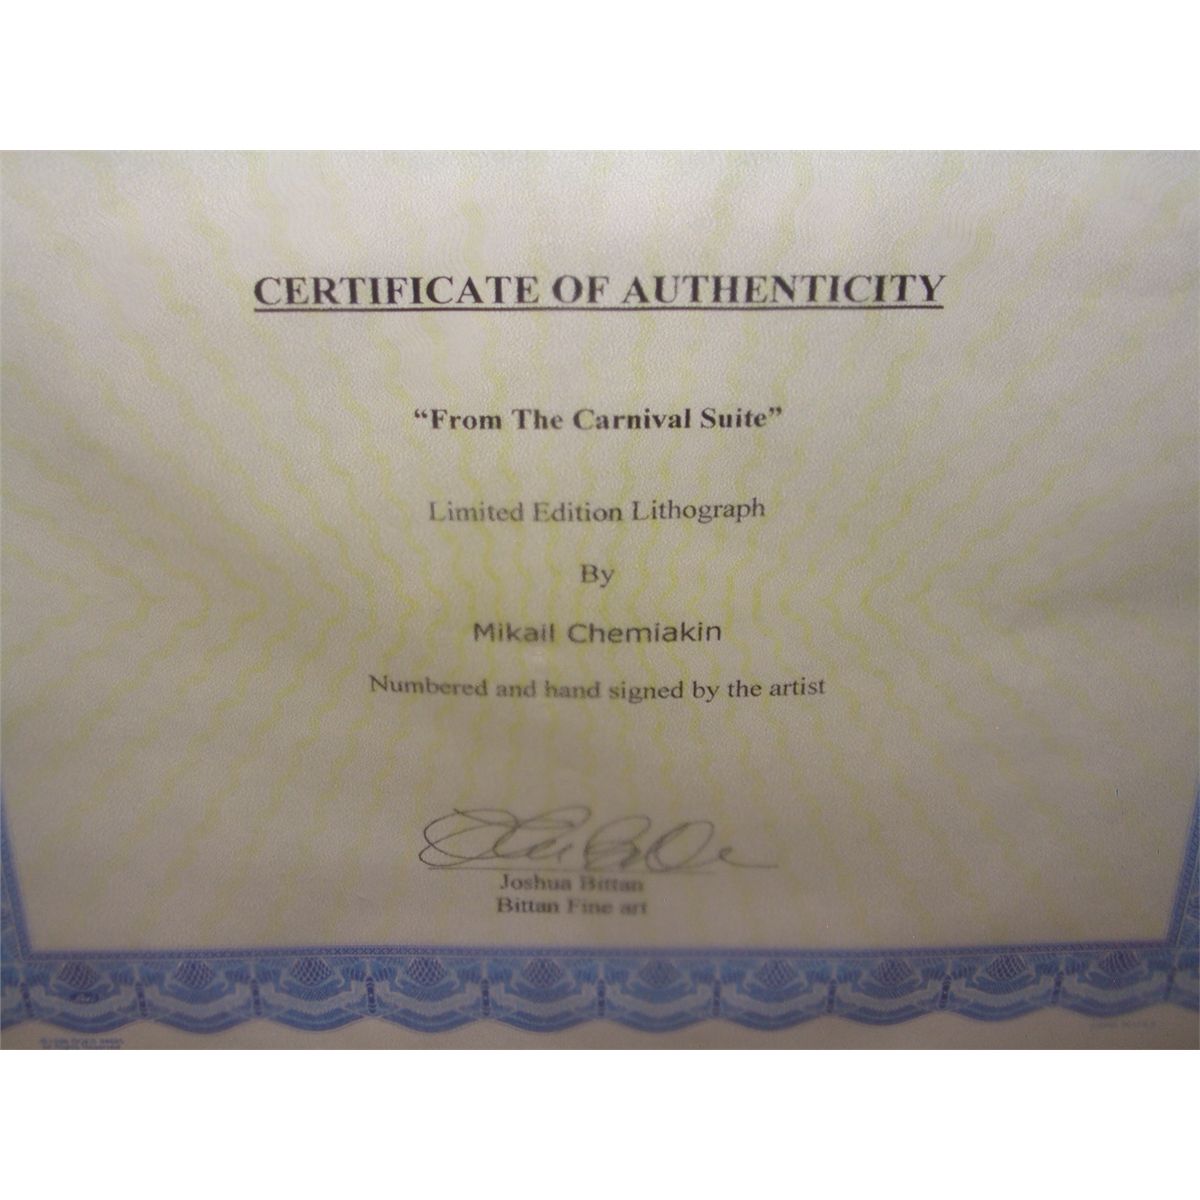 CERTIFICATE OF AUTHENTICITY
“From The Carnival Suite”
Limited Edition Lithograph
By
Mikail Chemiakin
Numbered and hand signed by the artist
Joshua Bittan
Bittan Fine art